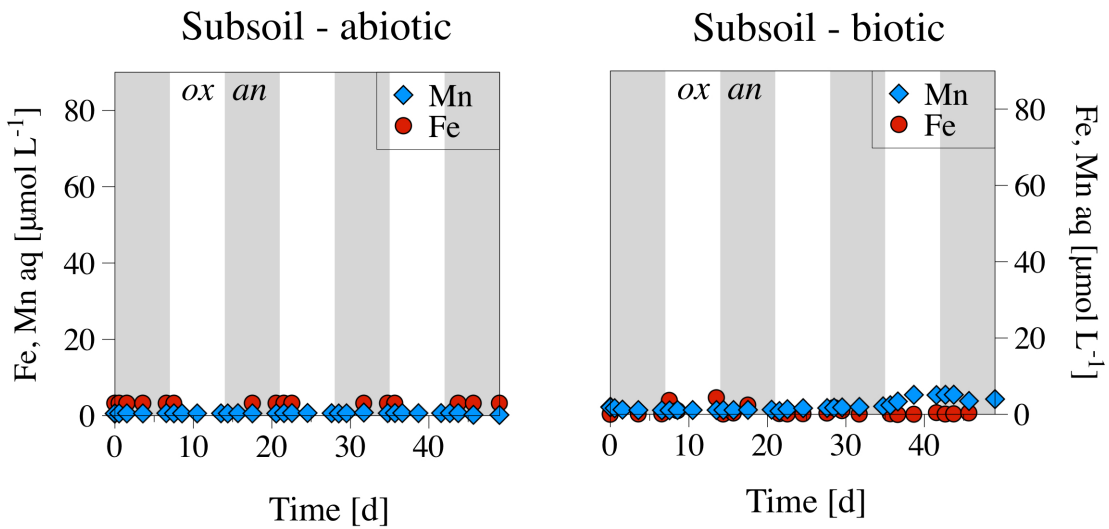 Subsoil - abiotic
Fe, Mn aq [μmol L⁻¹]
80
60
40
20
0
ox an
Mn
Fe
0 10 20 30 40
Time [d]
Subsoil - biotic
ox an
Mn
Fe
80
60
40
20
0
Fe, Mn aq [μmol L⁻¹]
0 10 20 30 40
Time [d]